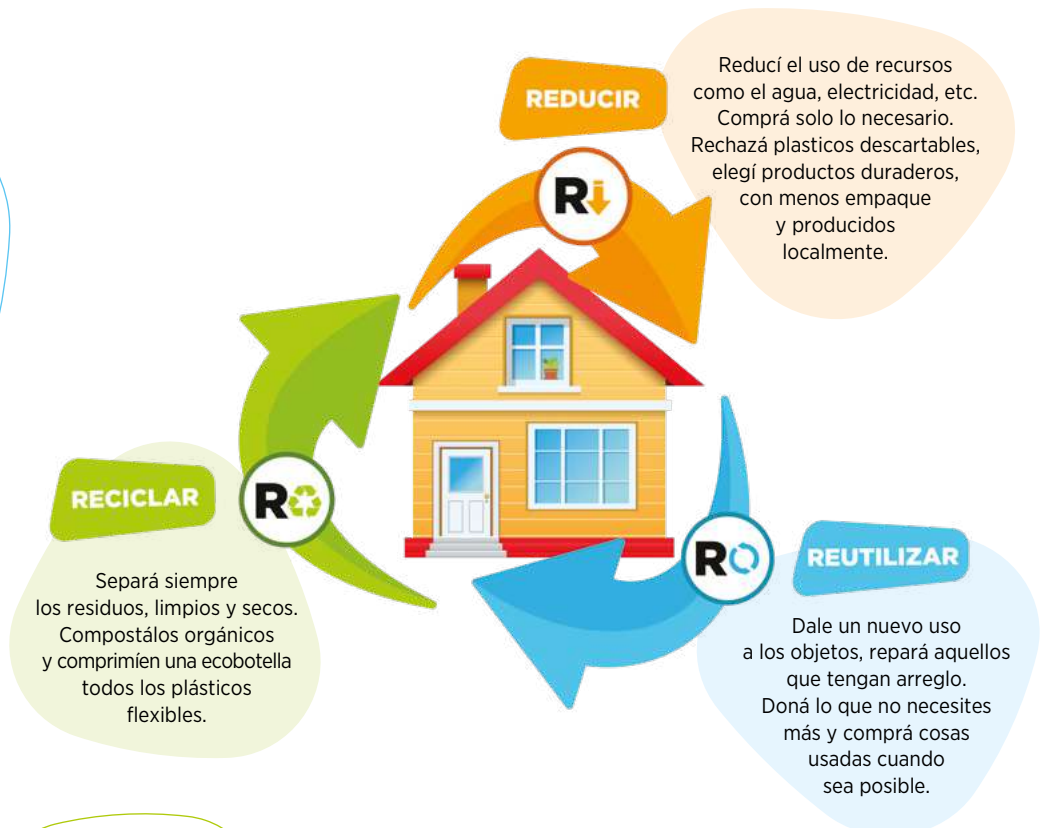 REDUCIR
Reducí el uso de recursos
como el agua, electricidad, etc.
Comprá solo lo necesario.
Rechazá plasticos descartables,
elegí productos duraderos,
con menos empaque
y producidos
localmente.
R
RECICLAR
R
Separá siempre
los residuos, limpios y secos.
Compostálos orgánicos
y comprimíen una ecobotella
todos los plásticos
flexibles.
R
REUTILIZAR
Dale un nuevo uso
a los objetos, repará aquellos
que tengan arreglo.
Doná lo que no necesites
más y comprá cosas
usadas cuando
sea posible.